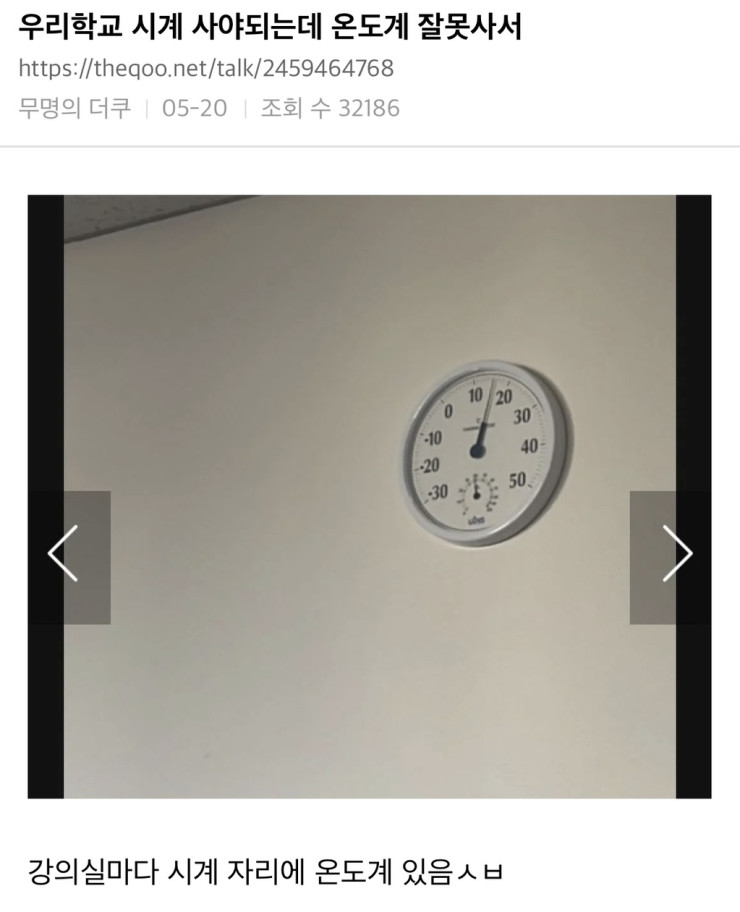 우리학교 시계 사야되는데 온도계 잘못사서
https://theqoo.net/talk/2459464768
무명의 더쿠 | 05-20 | 조회 수 32186
10 20
0 30
-10 40
-20 50
-30
강의실마다 시계 자리에 온도계 있음ㅅㅂ